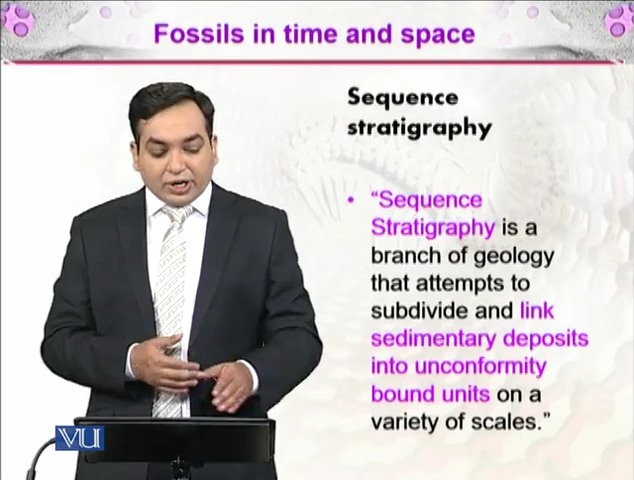 Fossils in time and space
Sequence
stratigraphy
• “Sequence
Stratigraphy is a
branch of geology
that attempts to
subdivide and link
sedimentary deposits
into unconformity
bound units on a
variety of scales.”
VU